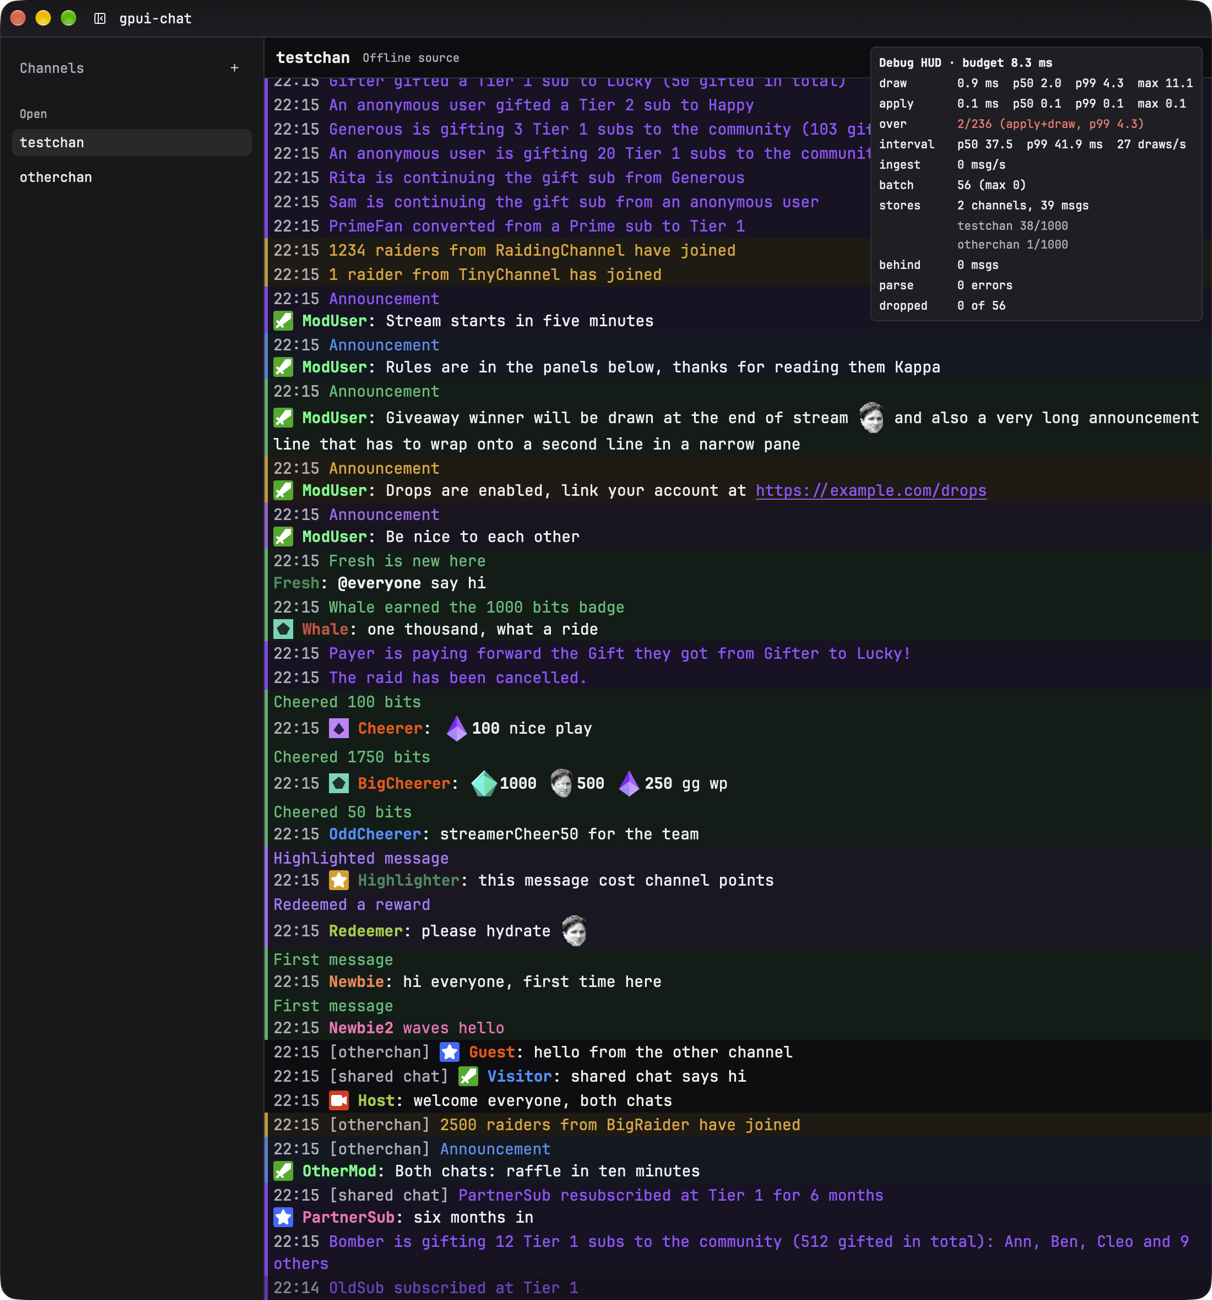 gpui-chat
Channels +
Open
testchan
otherchan
testchan Offline source
22:15 Gifter gifted a Tier 1 sub to Lucky (50 gifted in total)
22:15 An anonymous user gifted a Tier 2 sub to Happy
22:15 Generous is gifting 3 Tier 1 subs to the community (103 gif
22:15 An anonymous user is gifting 20 Tier 1 subs to the communit
22:15 Rita is continuing the gift sub from Generous
22:15 Sam is continuing the gift sub from an anonymous user
22:15 PrimeFan converted from a Prime sub to Tier 1
22:15 1234 raiders from RaidingChannel have joined
22:15 1 raider from TinyChannel has joined
22:15 Announcement
ModUser: Stream starts in five minutes
22:15 Announcement
ModUser: Rules are in the panels below, thanks for reading them Kappa
22:15 Announcement
ModUser: Giveaway winner will be drawn at the end of stream and also a very long announcement
line that has to wrap onto a second line in a narrow pane
22:15 Announcement
ModUser: Drops are enabled, link your account at https://example.com/drops
22:15 Announcement
ModUser: Be nice to each other
22:15 Fresh is new here
Fresh: @everyone say hi
22:15 Whale earned the 1000 bits badge
Whale: one thousand, what a ride
22:15 Payer is paying forward the Gift they got from Gifter to Lucky!
22:15 The raid has been cancelled.
Cheered 100 bits
22:15 Cheerer: 100 nice play
Cheered 1750 bits
22:15 BigCheerer: 1000 500 250 gg wp
Cheered 50 bits
22:15 OddCheerer: streamerCheer50 for the team
Highlighted message
22:15 Highlighter: this message cost channel points
Redeemed a reward
22:15 Redeemer: please hydrate
First message
22:15 Newbie: hi everyone, first time here
First message
22:15 Newbie2 waves hello
22:15 [otherchan] Guest: hello from the other channel
22:15 [shared chat] Visitor: shared chat says hi
22:15 Host: welcome everyone, both chats
22:15 [otherchan] 2500 raiders from BigRaider have joined
22:15 [otherchan] Announcement
OtherMod: Both chats: raffle in ten minutes
22:15 [shared chat] PartnerSub resubscribed at Tier 1 for 6 months
PartnerSub: six months in
22:15 Bomber is gifting 12 Tier 1 subs to the community (512 gifted in total): Ann, Ben, Cleo and 9
others
22:14 OldSub subscribed at Tier 1
Debug HUD · budget 8.3 ms
draw 0.9 ms p50 2.0 p99 4.3 max 11.1
apply 0.1 ms p50 0.1 p99 0.1 max 0.1
over 2/236 (apply+draw, p99 4.3)
interval p50 37.5 p99 41.9 ms 27 draws/s
ingest 0 msg/s
batch 56 (max 0)
stores 2 channels, 39 msgs
testchan 38/1000
otherchan 1/1000
behind 0 msgs
parse 0 errors
dropped 0 of 56